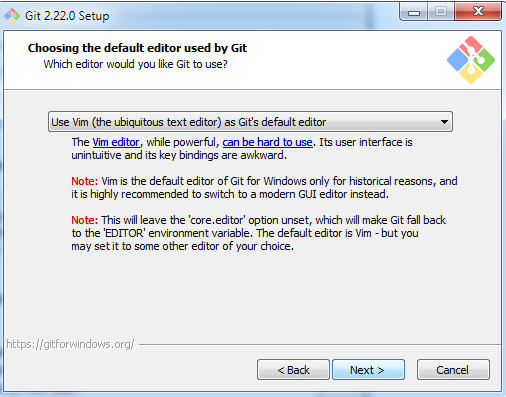 Git 2.22.0 Setup
Choosing the default editor used by Git
Which editor would you like Git to use?
Use Vim (the ubiquitous text editor) as Git's default editor
The Vim editor, while powerful, can be hard to use. Its user interface is
unintuitive and its key bindings are awkward.
Note: Vim is the default editor of Git for Windows only for historical reasons, and
it is highly recommended to switch to a modern GUI editor instead.
Note: This will leave the 'core.editor' option unset, which will make Git fall back
to the 'EDITOR' environment variable. The default editor is Vim - but you
may set it to some other editor of your choice.
https://gitforwindows.org/
< Back
Next >
Cancel